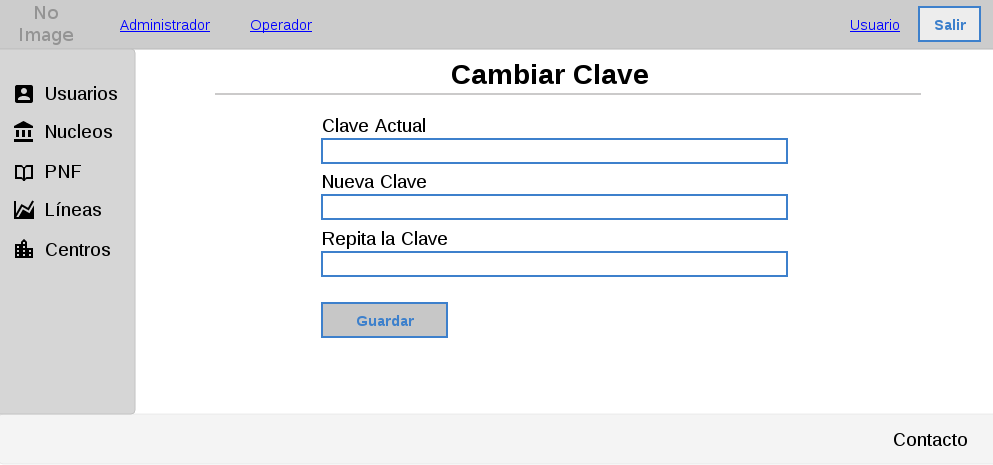 No
Image
Administrador
Operador
Usuario
Salir
Usuarios
Nucleos
PNF
Líneas
Centros
Cambiar Clave
Clave Actual
Nueva Clave
Repita la Clave
Guardar
Contacto